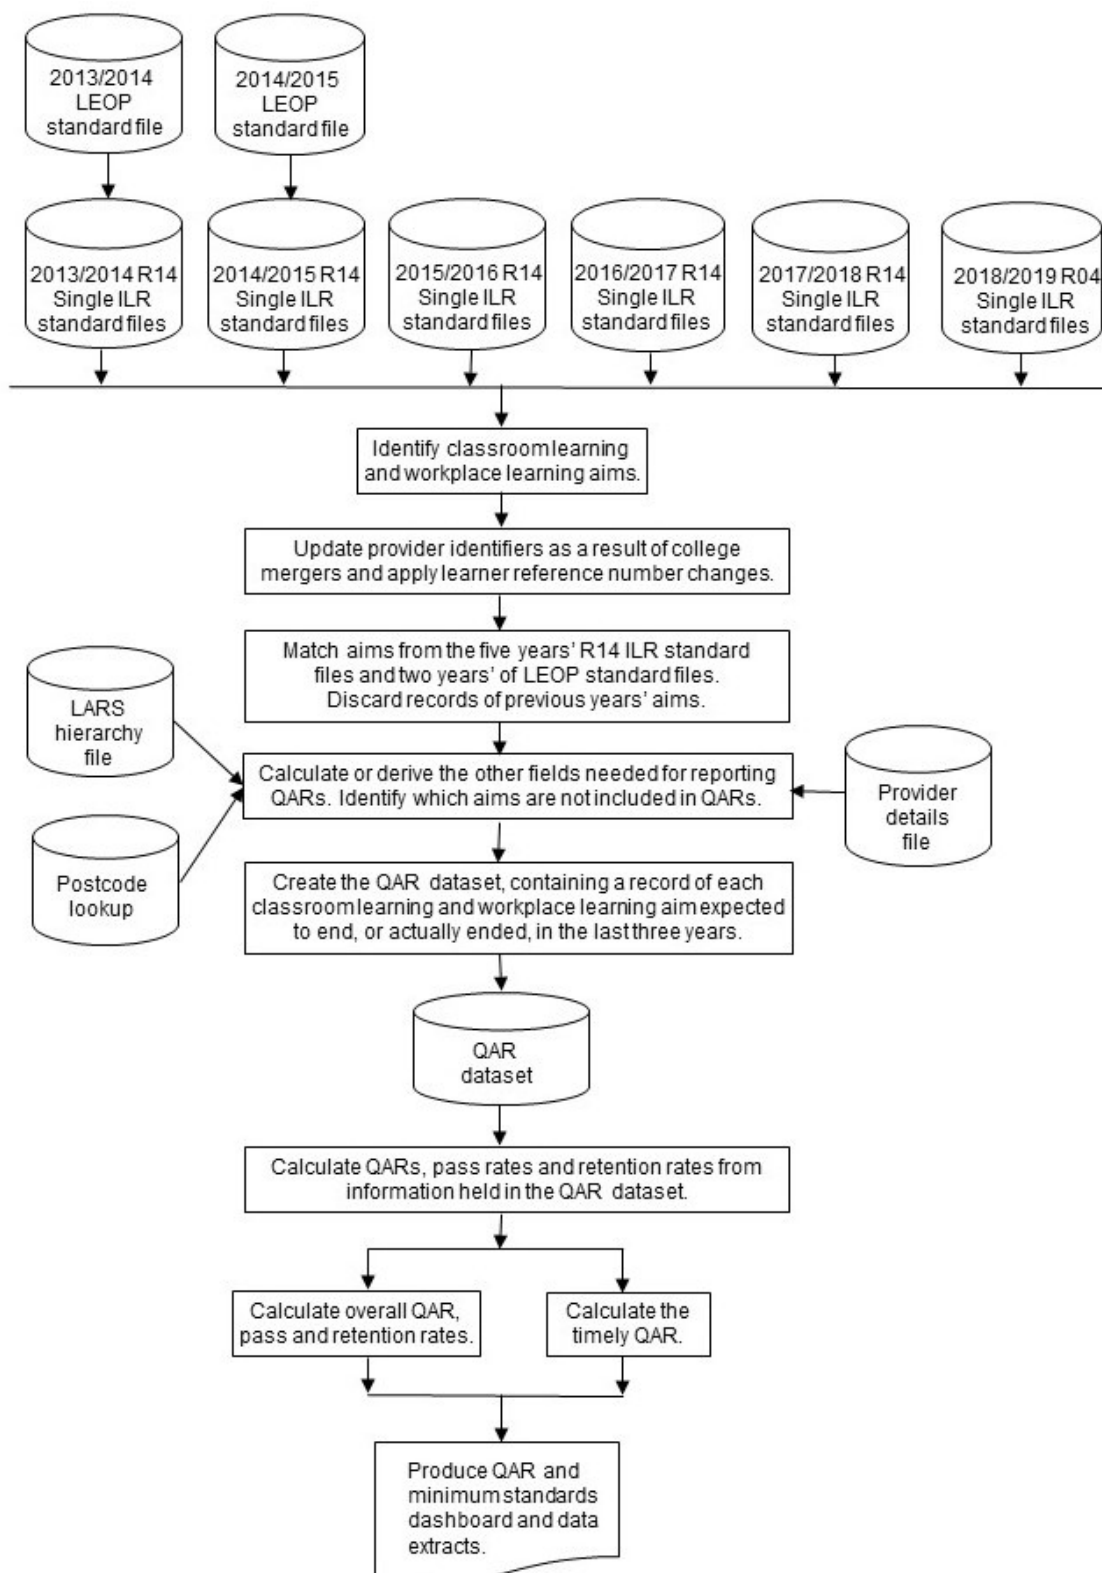 2013/2014
LEOP
standard file
2014/2015
LEOP
standard file
2013/2014 R14
Single ILR
standard files
2014/2015 R14
Single ILR
standard files
2015/2016 R14
Single ILR
standard files
2016/2017 R14
Single ILR
standard files
2017/2018 R14
Single ILR
standard files
2018/2019 R04
Single ILR
standard files
Identify classroom learning
and workplace learning aims.
Update provider identifiers as a result of college
mergers and apply learner reference number changes.
Match aims from the five years’ R14 ILR standard
files and two years’ of LEOP standard files.
Discard records of previous years’ aims.
LARS
hierarchy
file
Calculate or derive the other fields needed for reporting
QARs. Identify which aims are not included in QARs.
Provider
details
file
Postcode
lookup
Create the QAR dataset, containing a record of each
classroom learning and workplace learning aim expected
to end, or actually ended, in the last three years.
QAR
dataset
Calculate QARs, pass rates and retention rates from
information held in the QAR dataset.
Calculate overall QAR,
pass and retention rates.
Calculate the
timely QAR.
Produce QAR and
minimum standards
dashboard and data
extracts.